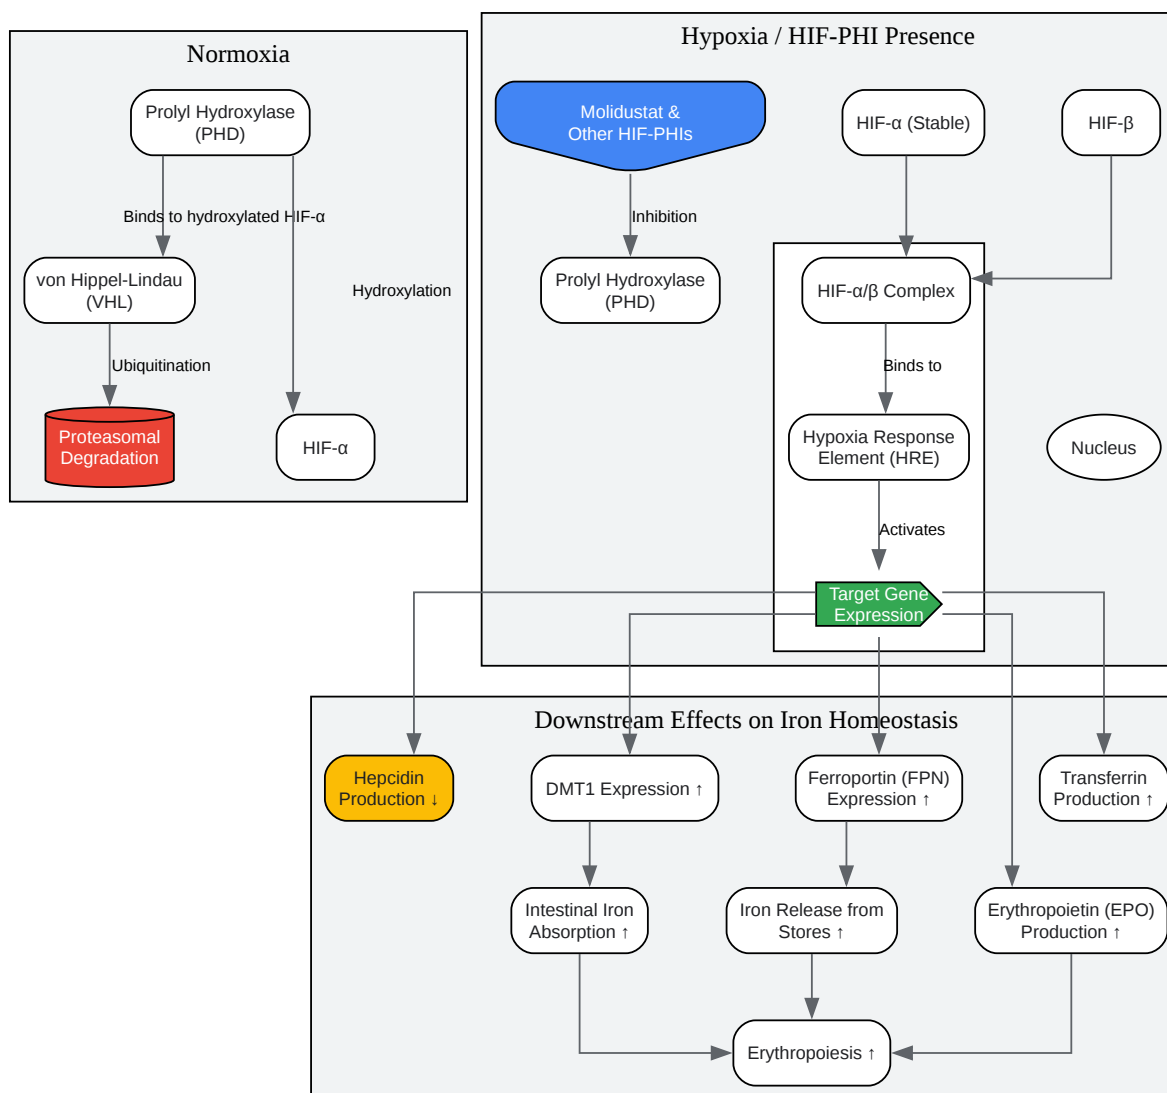 Normoxia
Prolyl Hydroxylase
(PHD)
Binds to hydroxylated HIF-α
von Hippel-Lindau
(VHL)
Hydroxylation
Ubiquitination
Proteasomal
Degradation
HIF-α
Hypoxia / HIF-PHI Presence
Molidustat &
Other HIF-PHIs
HIF-α (Stable)
HIF-β
Inhibition
Prolyl Hydroxylase
(PHD)
HIF-α/β Complex
Binds to
Hypoxia Response
Element (HRE)
Nucleus
Activates
Target Gene
Expression
Downstream Effects on Iron Homeostasis
Hepcidin
Production ↓
DMT1 Expression ↑
Ferroportin (FPN)
Expression ↑
Transferrin
Production ↑
Intestinal Iron
Absorption ↑
Iron Release from
Stores ↑
Erythropoietin (EPO)
Production ↑
Erythropoiesis ↑